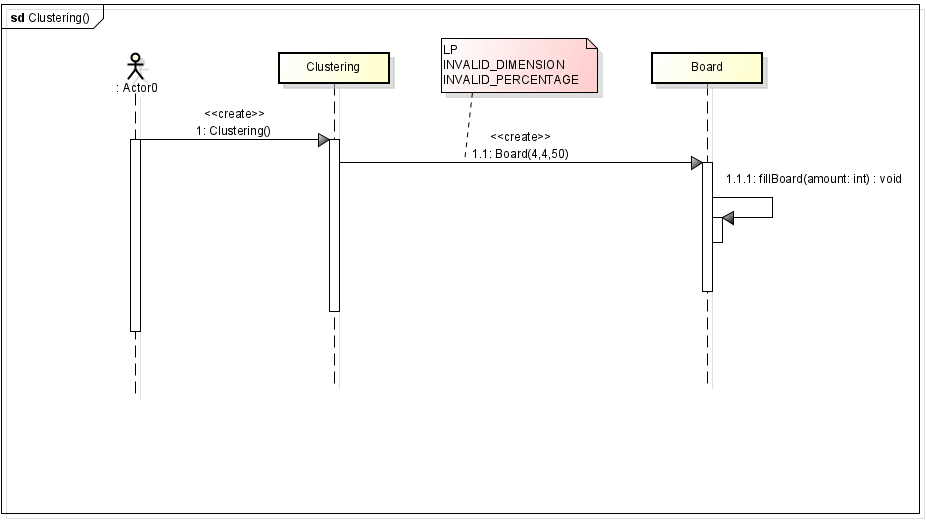 sd Clustering()
: Actor0
Clustering
LP
INVALID_DIMENSION
INVALID_PERCENTAGE
Board
<<create>>
1: Clustering()
<<create>>
1.1: Board(4,4,50)
1.1.1: fillBoard(amount: int) : void